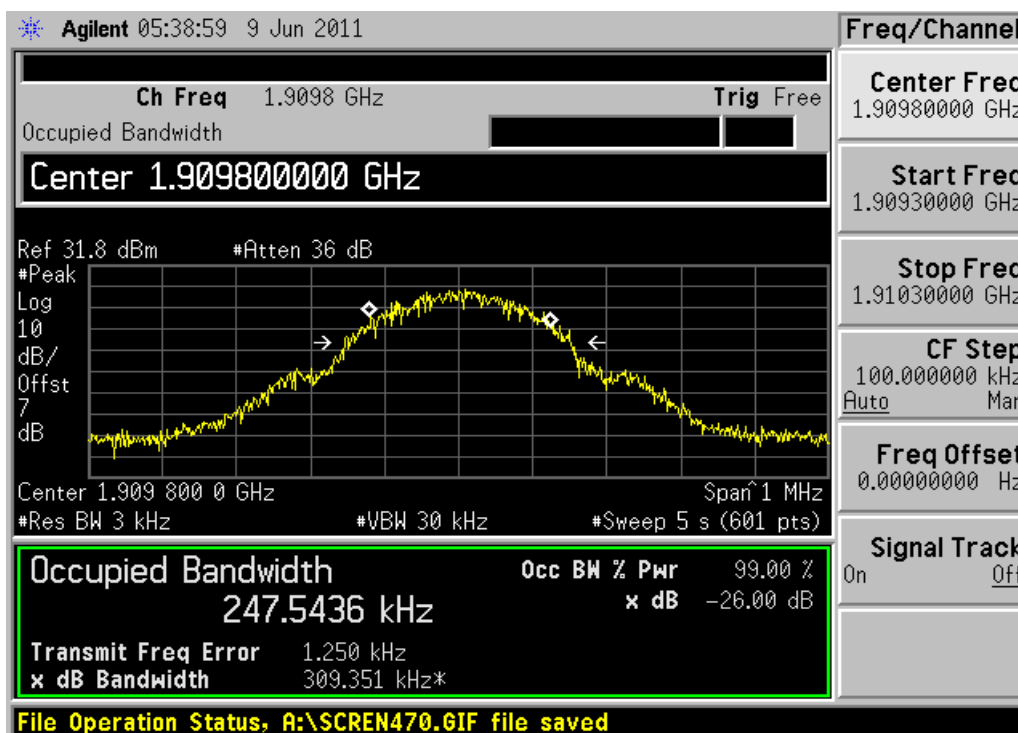 Agilent 05:38:59 9 Jun 2011
Freq/Channel
Ch Freq 1.9098 GHz
Trig Free
Occupied Bandwidth
Center 1.909800000 GHz
Ref 31.8 dBm
#Atten 36 dB
#Peak
Log
10
dB/
Offst
7
dB
Center 1.909 800 0 GHz
Span 1 MHz
#Res BW 3 kHz
#VBW 30 kHz
#Sweep 5 s (601 pts)
Occupied Bandwidth
247.5436 kHz
Occ BW % Pwr 99.00 %
x dB -26.00 dB
Transmit Freq Error 1.250 kHz
x dB Bandwidth 309.351 kHz*
Center Freq
1.90980000 GHz
Start Freq
1.90930000 GHz
Stop Freq
1.91030000 GHz
CF Step
100.000000 kHz
Auto Man
Freq Offset
0.00000000 Hz
Signal Track
On Off
File Operation Status, A:\SCREN470.GIF file saved